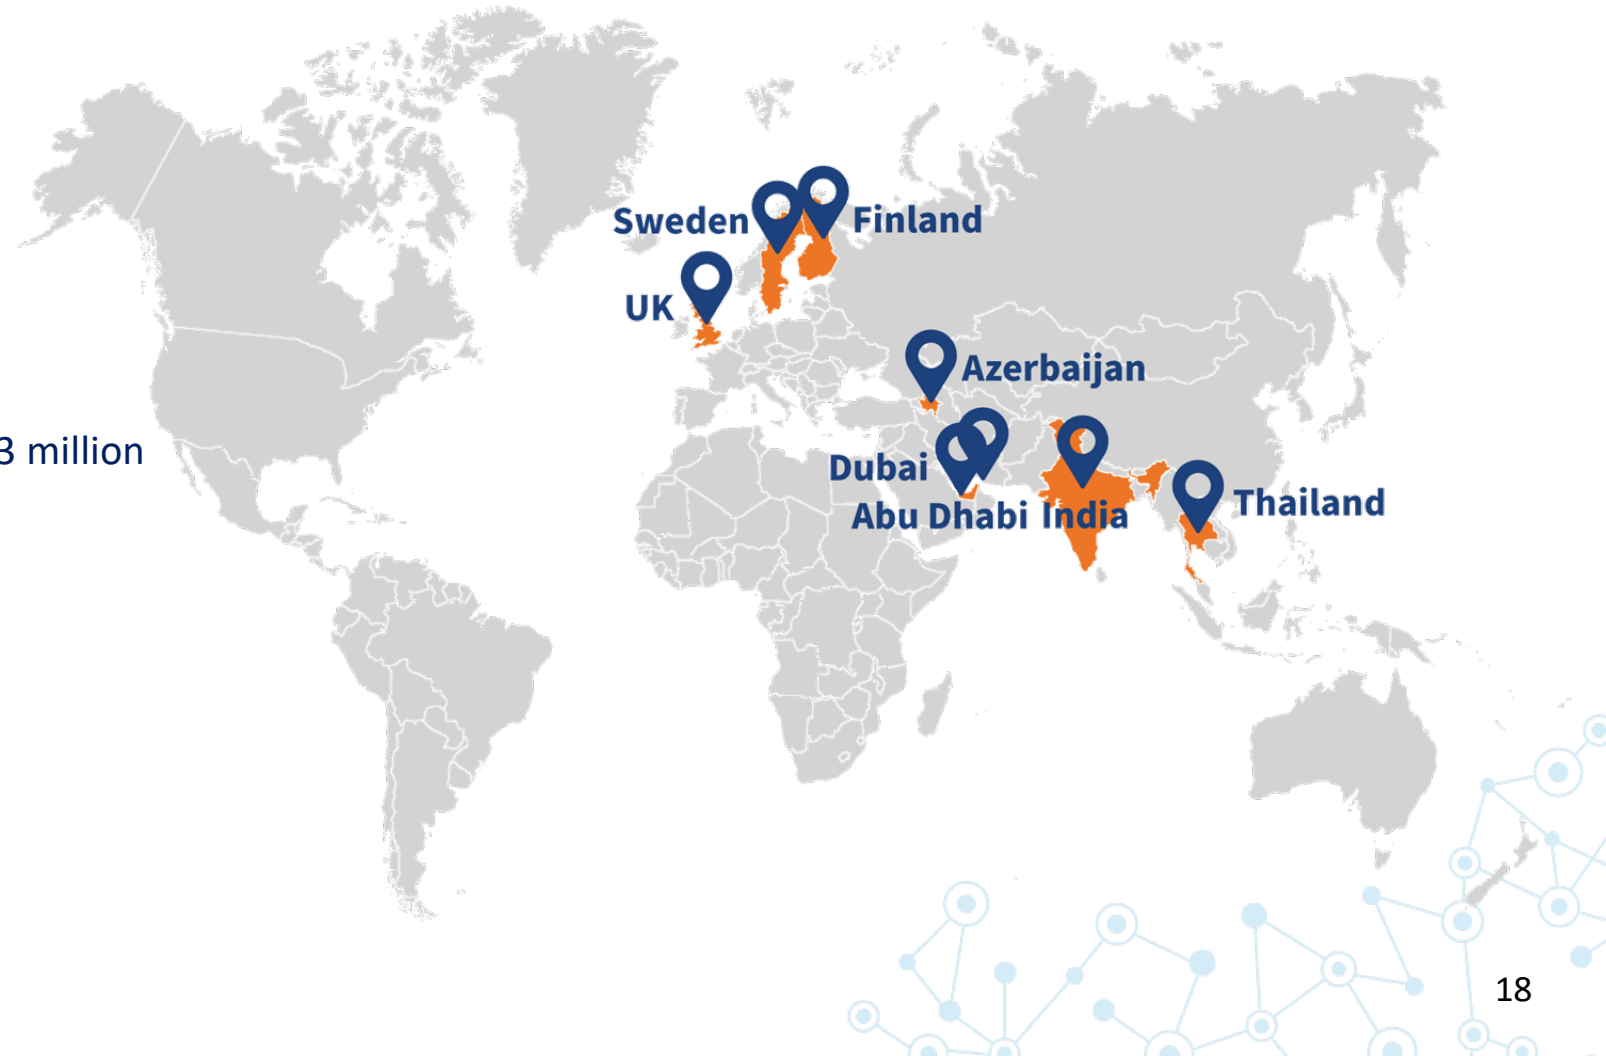 Sweden
Finland
UK
Azerbaijan
3 million
Dubai
Abu Dhabi
India
Thailand
18